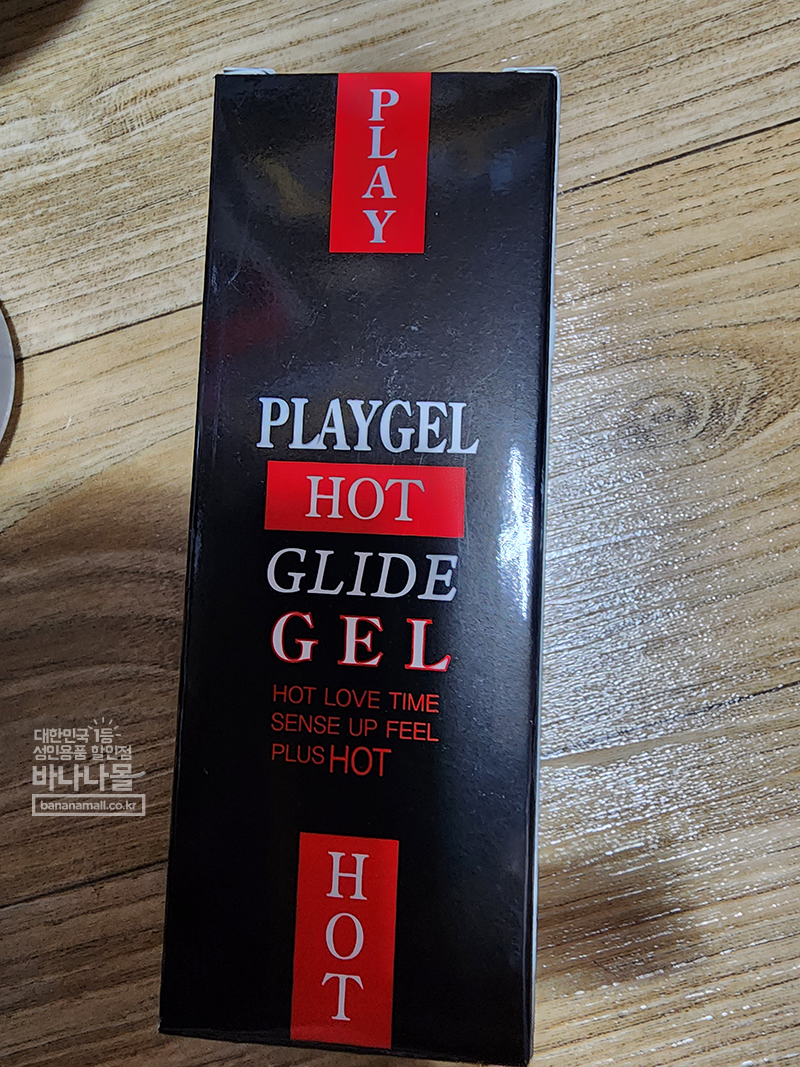 PLAY
PLAYGEL
HOT
GLIDE
GEL
HOT LOVE TIME
SENSE UP FEEL
PLUS HOT
HOT
대한민국 1등
성인용품 할인점
바나나몰
bananamall.co.kr